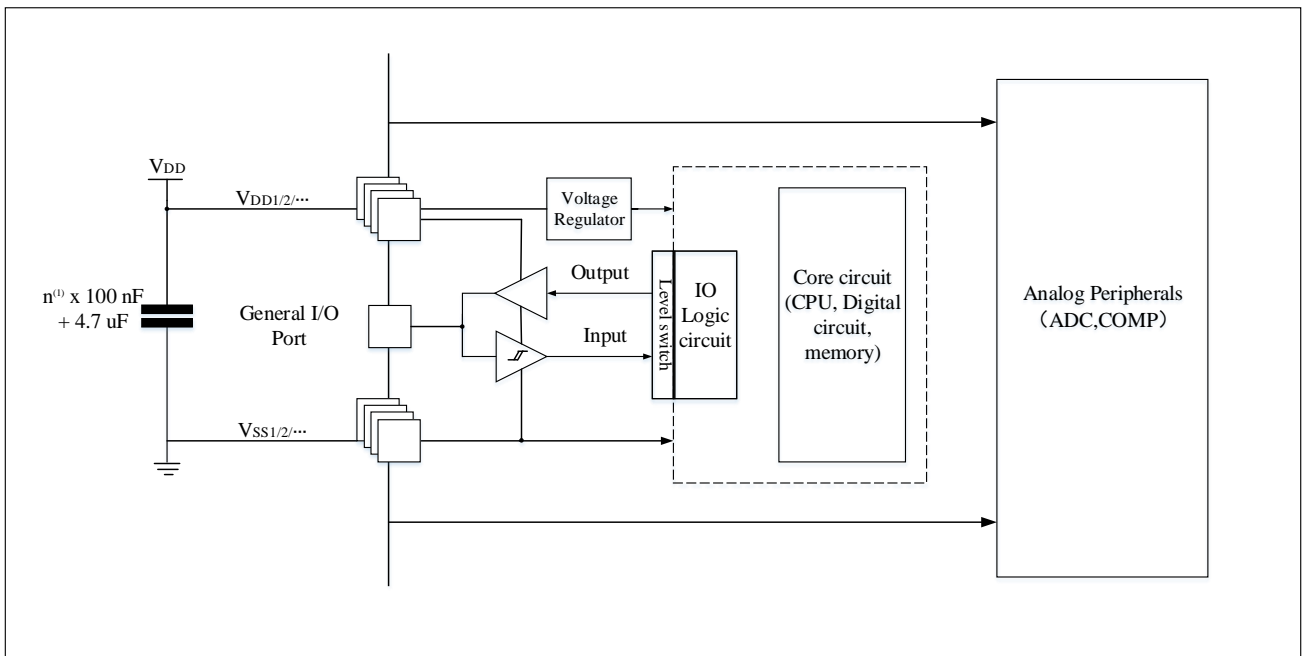 VDD
VDD1/2/···
n(1) x 100 nF
+ 4.7 uF
General I/O
Port
VSS1/2/···
Voltage
Regulator
Output
Input
Level switch
IO
Logic
circuit
Core circuit
(CPU, Digital
circuit,
memory)
Analog Peripherals
（ADC,COMP）